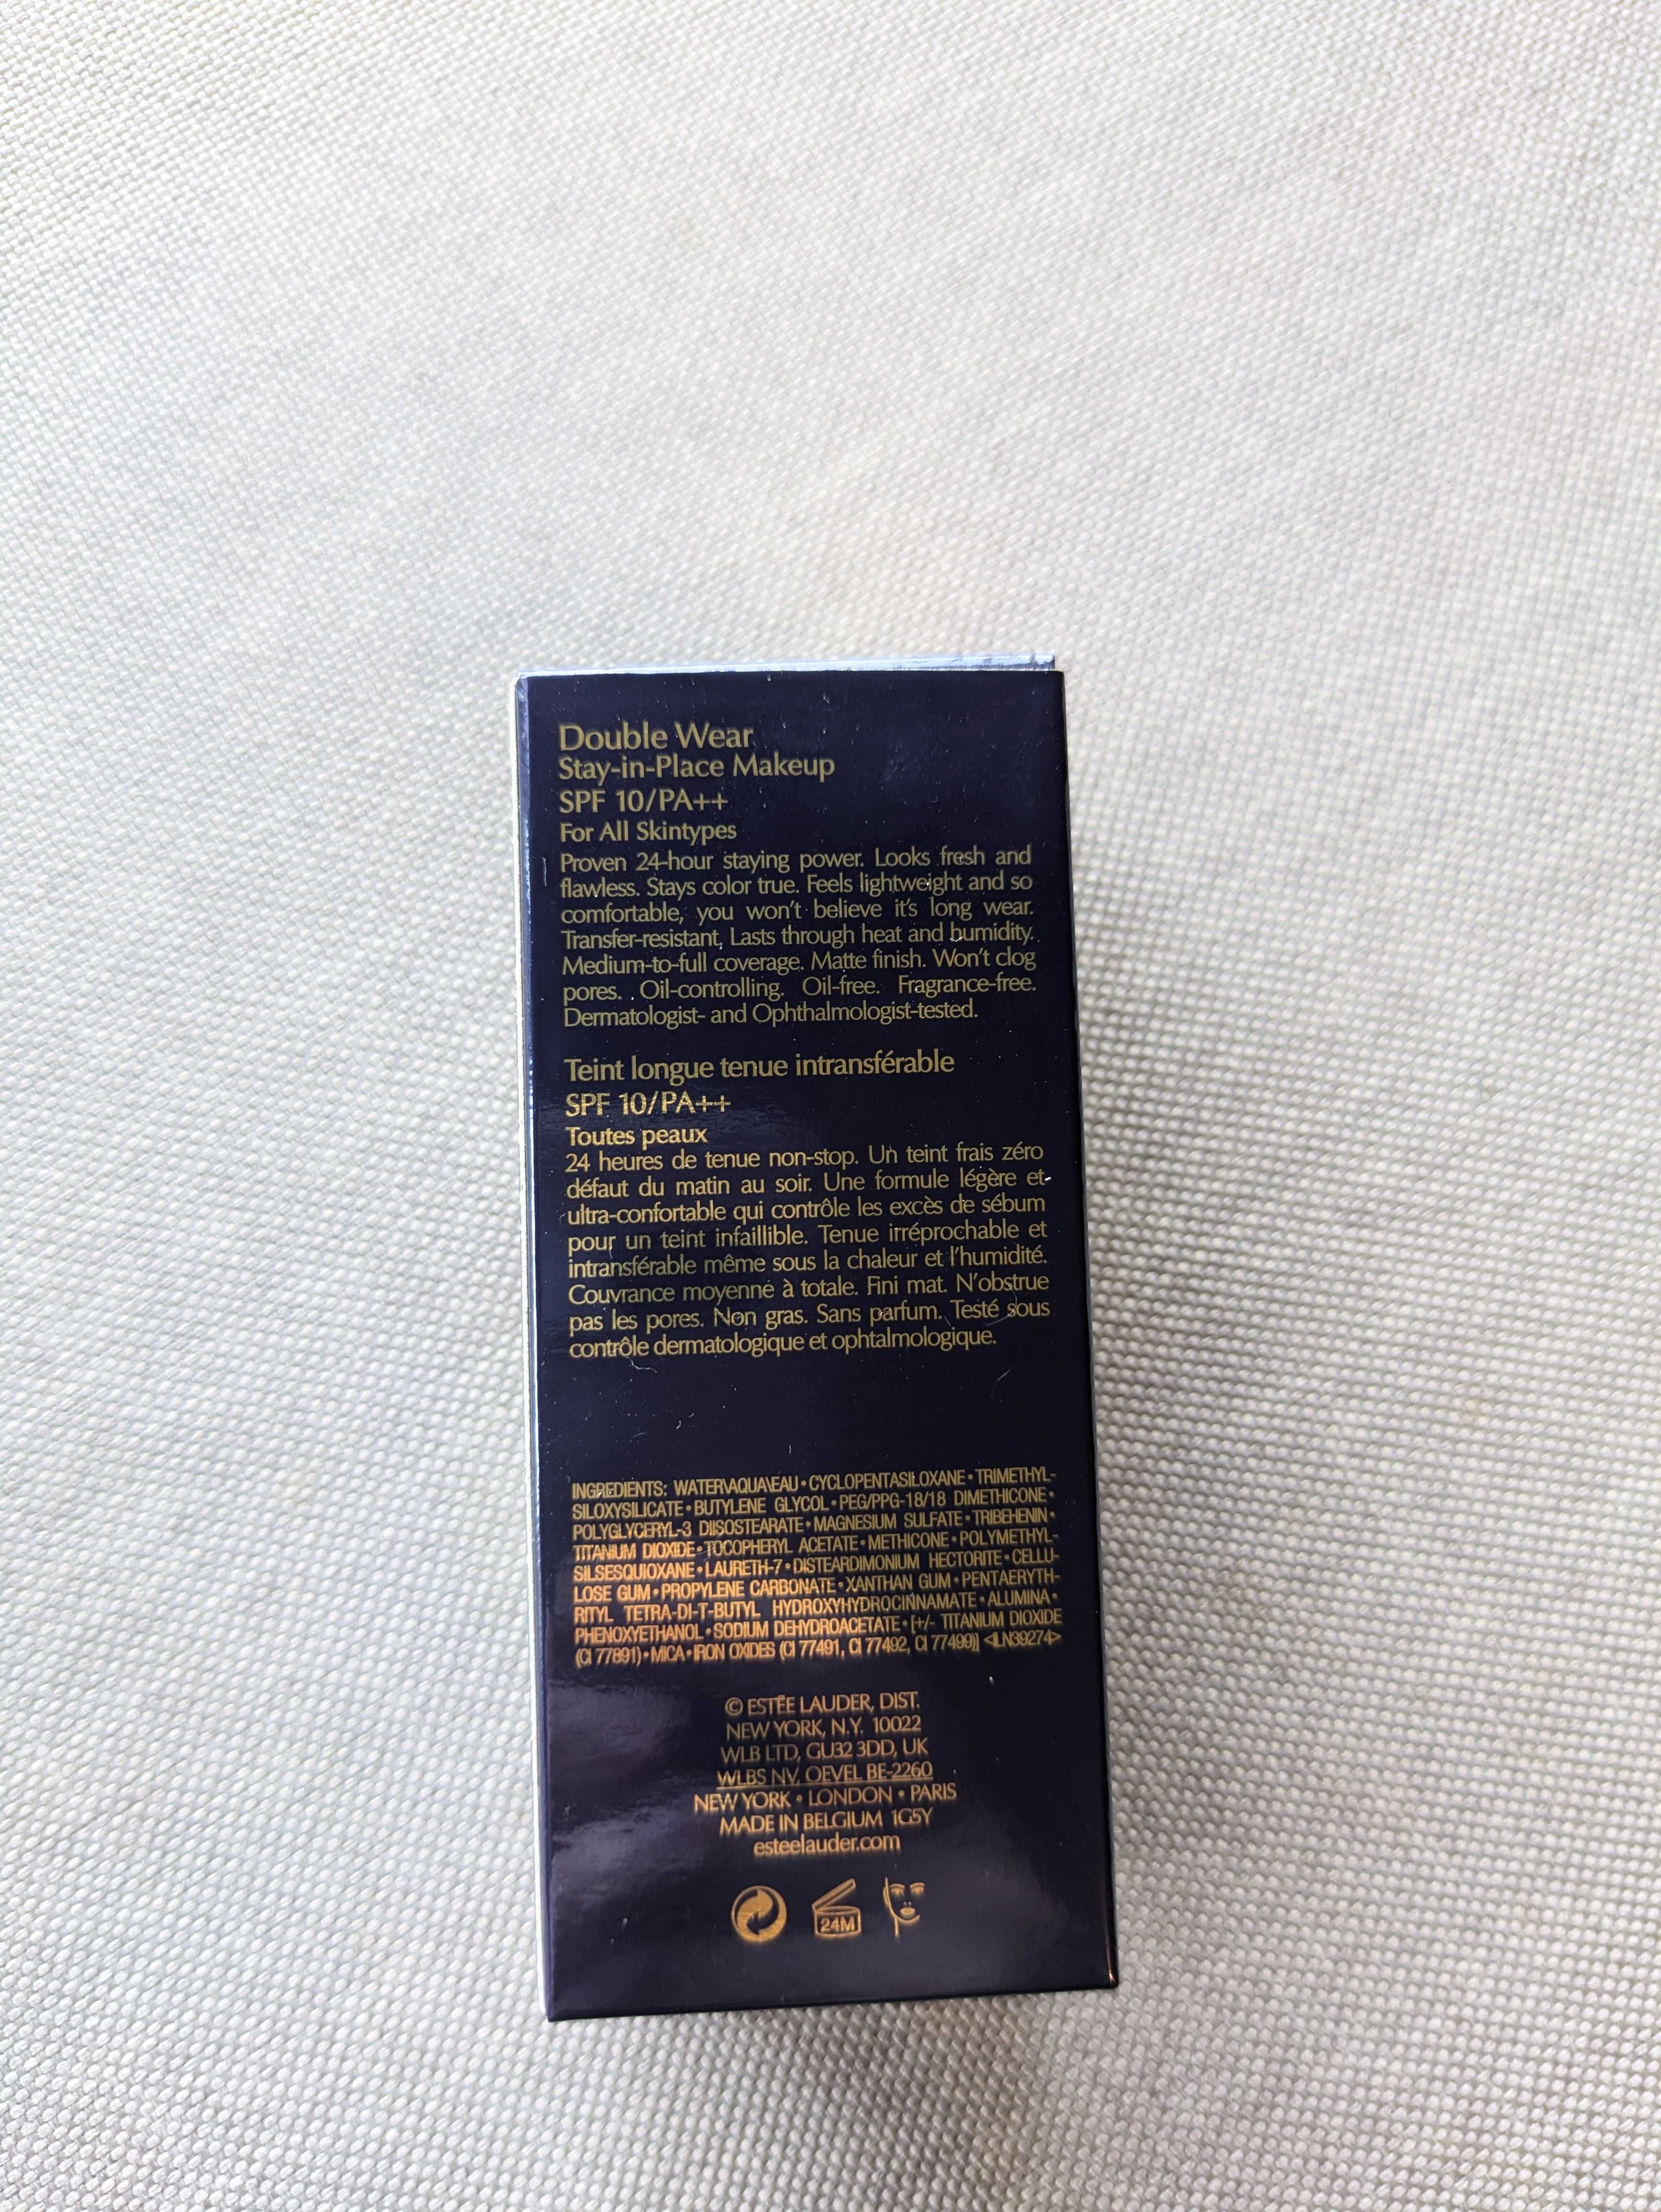 Double Wear
Stay-in-Place Makeup
SPF 10/PA++
For All Skintypes
Proven 24-hour staying power. Looks fresh and
flawless. Stays color true. Feels lightweight and so
comfortable, you won't believe it's long wear.
Transfer-resistant. Lasts through heat and humidity.
Medium-to-full coverage. Matte finish. Won't clog
pores. Oil-controlling. Oil-free. Fragrance-free.
Dermatologist- and Ophthalmologist-tested.
Teint longue tenue intransférable
SPF 10/PA++
Toutes peaux
24 heures de tenue non-stop. Un teint frais zéro
défaut du matin au soir. Une formule légère et
ultra-confortable qui contrôle les excès de sébum
pour un teint infaillible. Tenue irréprochable et
intransférable même sous la chaleur et l'humidité.
Couvrance moyenne à totale. Fini mat. N'obstrue
pas les pores. Non gras. Sans parfum. Testé sous
contrôle dermatologique et ophtalmologique.
INGREDIENTS: WATER\AQUA\EAU • CYCLOPENTASILOXANE • TRIMETHYL-
SILOXYSILICATE • BUTYLENE GLYCOL • PEG/PPG-18/18 DIMETHICONE •
POLYGLYCERYL-3 DIISOSTEARATE • MAGNESIUM SULFATE • TRIBEHENIN •
TITANIUM DIOXIDE • TOCOPHERYL ACETATE • METHICONE • POLYMETHYL-
SILSESQUIOXANE • LAURETH-7 • DISTEARDIMONIUM HECTORITE • CELLU-
LOSE GUM • PROPYLENE CARBONATE • XANTHAN GUM • PENTAERYTH-
RITYL TETRA-DI-T-BUTYL HYDROXYHYDROCINNAMATE • ALUMINA •
PHENOXYETHANOL • SODIUM DEHYDROACETATE • [+/- TITANIUM DIOXIDE
(CI 77891) • MICA • IRON OXIDES (CI 77491, CI 77492, CI 77499)] <ILN39274>
© ESTĒE LAUDER, DIST.
NEW YORK, N.Y. 10022
WLB LTD, GU32 3DD, UK
WLBS NV, OEVEL BE-2260
NEW YORK • LONDON • PARIS
MADE IN BELGIUM 1G5Y
esteelauder.com
24M